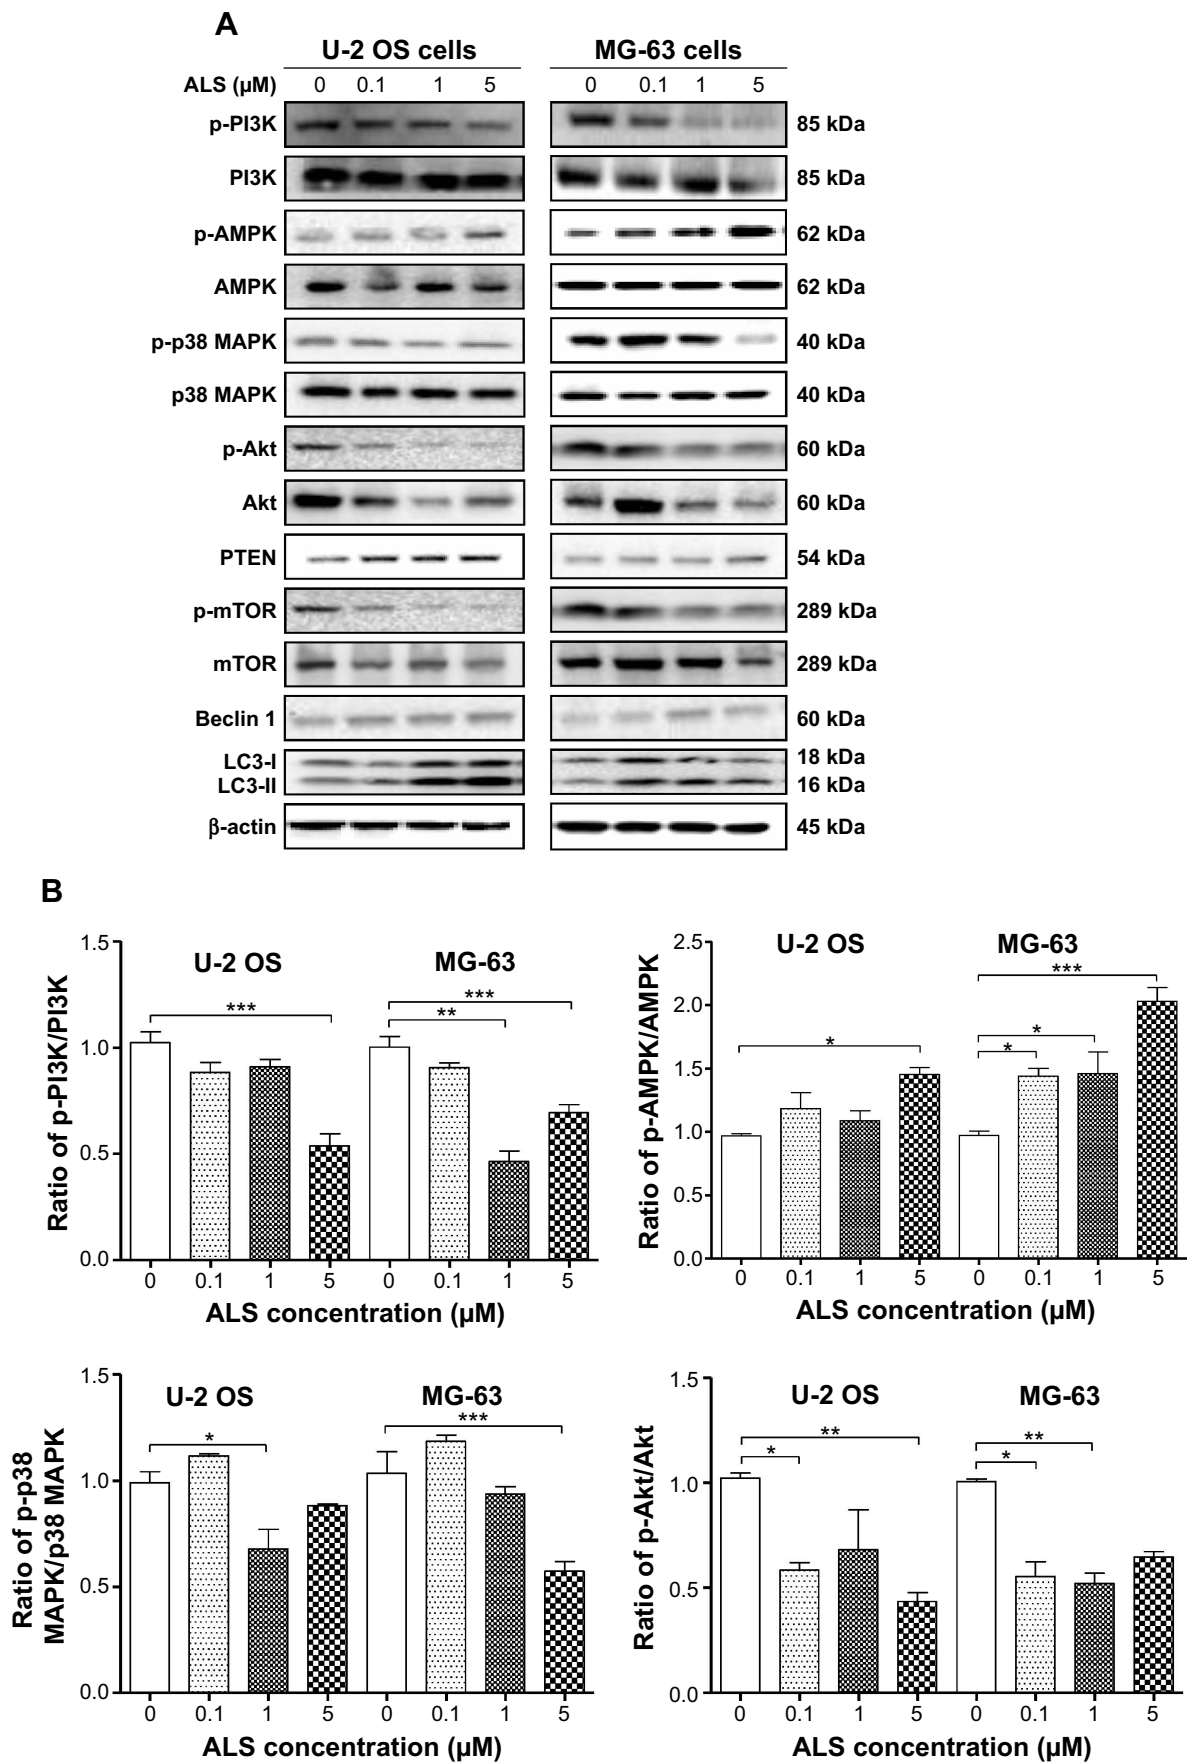 A
U-2 OS cells MG-63 cells
ALS (µM) 0 0.1 1 5 0 0.1 1 5
p-PI3K 85 kDa
PI3K 85 kDa
p-AMPK 62 kDa
AMPK 62 kDa
p-p38 MAPK 40 kDa
p38 MAPK 40 kDa
p-Akt 60 kDa
Akt 60 kDa
PTEN 54 kDa
p-mTOR 289 kDa
mTOR 289 kDa
Beclin 1 60 kDa
LC3-I 18 kDa
LC3-II 16 kDa
β-actin 45 kDa
B
Ratio of p-PI3K/PI3K
1.5
1.0
0.5
0.0
U-2 OS MG-63
***
***
**
0 0.1 1 5 0 0.1 1 5
ALS concentration (µM)
Ratio of p-AMPK/AMPK
2.5
2.0
1.5
1.0
0.5
0.0
U-2 OS MG-63
*
***
*
*
0 0.1 1 5 0 0.1 1 5
ALS concentration (µM)
Ratio of p-p38
MAPK/p38 MAPK
1.5
1.0
0.5
0.0
U-2 OS MG-63
*
***
0 0.1 1 5 0 0.1 1 5
ALS concentration (µM)
Ratio of p-Akt/Akt
1.5
1.0
0.5
0.0
U-2 OS MG-63
**
*
**
*
0 0.1 1 5 0 0.1 1 5
ALS concentration (µM)